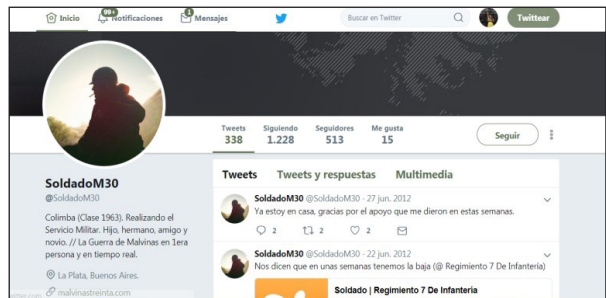 Inicio
99+
Notificaciones
1
Mensajes
Buscar en Twitter
Twittear
Tweets
338
Siguiendo
1.228
Seguidores
513
Me gusta
15
Seguir
SoldadoM30
@SoldadoM30
Colimba (Clase 1963). Realizando el
Servicio Militar. Hijo, hermano, amigo y
novio. // La Guerra de Malvinas en 1era
persona y en tiempo real.
La Plata, Buenos Aires.
malvinastreinta.com
Tweets Tweets y respuestas Multimedia
SoldadoM30 @SoldadoM30 · 27 jun. 2012
Ya estoy en casa, gracias por el apoyo que me dieron en estas semanas.
2 2 2
SoldadoM30 @SoldadoM30 · 22 jun. 2012
Nos dicen que en unas semanas tenemos la baja (@ Regimiento 7 De Infantería)
Soldado | Regimiento 7 De Infantería